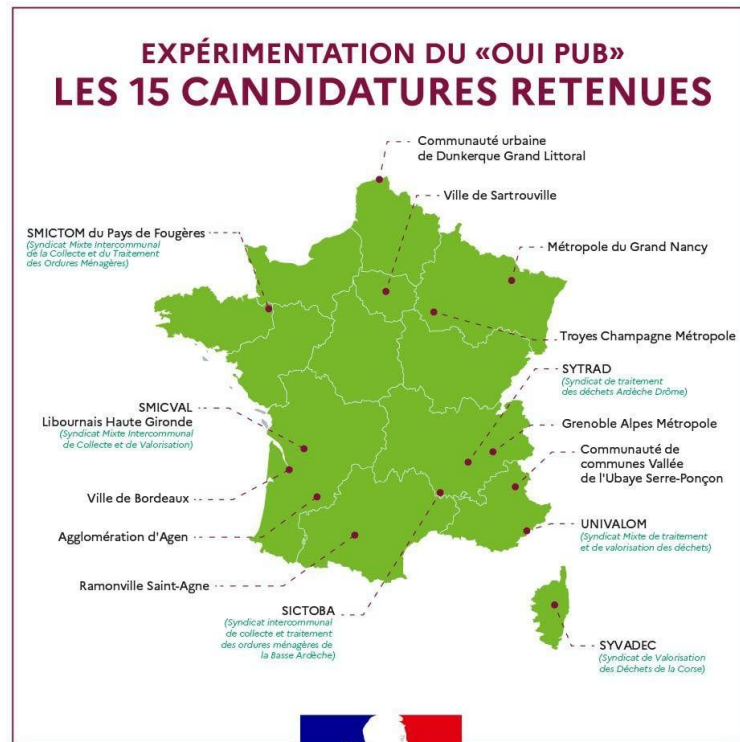 EXPÉRIMENTATION DU «OUI PUB»
LES 15 CANDIDATURES RETENUES
Communauté urbaine
de Dunkerque Grand Littoral
Ville de Sartrouville
SMICTOM du Pays de Fougères
(Syndicat Mixte Intercommunal
de la Collecte et du Traitement
des Ordures Ménagères)
Métropole du Grand Nancy
Troyes Champagne Métropole
SYTRAD
(Syndicat de traitement
des déchets Ardèche Drôme)
SMICVAL
Libournais Haute Gironde
(Syndicat Mixte Intercommunal
de Collecte et de Valorisation)
Grenoble Alpes Métropole
Communauté de
communes Vallée
de l'Ubaye Serre-Ponçon
Ville de Bordeaux
UNIVALOM
(Syndicat Mixte de traitement
et de valorisation des déchets)
Agglomération d'Agen
Ramonville Saint-Agne
SICTOBA
(Syndicat intercommunal
de collecte et traitement
des ordures ménagères de
la Basse Ardèche)
SYVADEC
(Syndicat de Valorisation
des Déchets de la Corse)